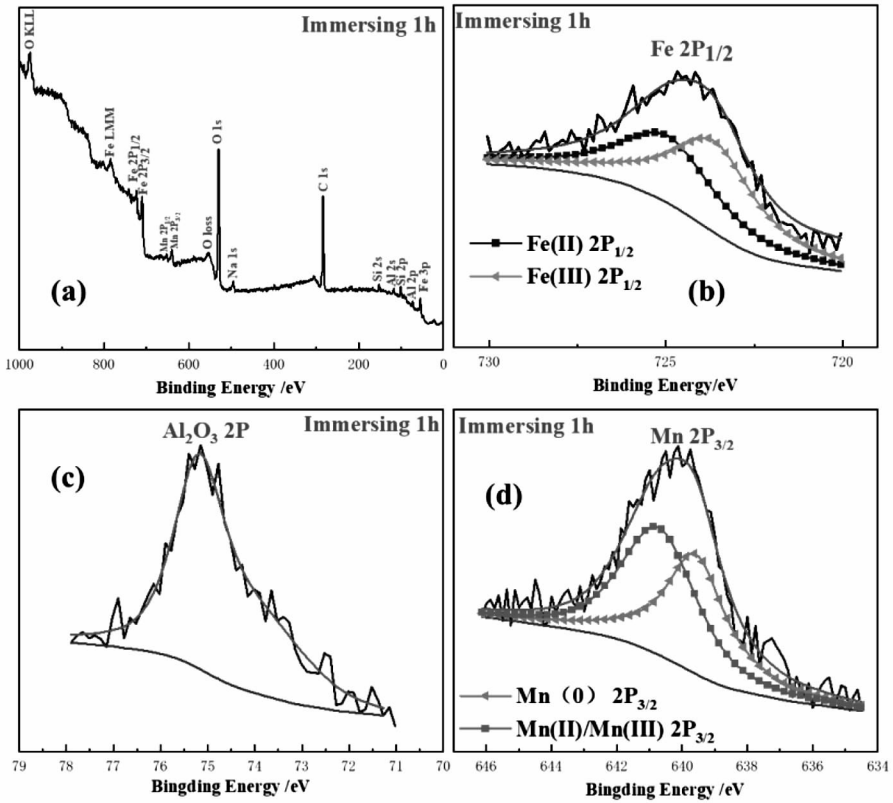 Immersing 1h
O KLL
Fe LMM
Fe 2P1/2
Fe 2P3/2
Mn 2P1/2
Mn 2P3/2
O loss
O 1s
Na 1s
C 1s
Si 2s
Al 2s
Si 2p
Al 2p
Fe 3p
(a)
1000 800 600 400 200 0
Binding Energy /eV
Immersing 1h
Fe 2P1/2
Fe(II) 2P1/2
Fe(III) 2P1/2
(b)
730 725 720
Binding Energy /eV
Immersing 1h
Al2O3 2P
(c)
79 78 77 76 75 74 73 72 71 70
Bingding Energy /eV
Immersing 1h
Mn 2P3/2
(d)
Mn（0） 2P3/2
Mn(II)/Mn(III) 2P3/2
646 644 642 640 638 636 634
Bingding Energy /eV